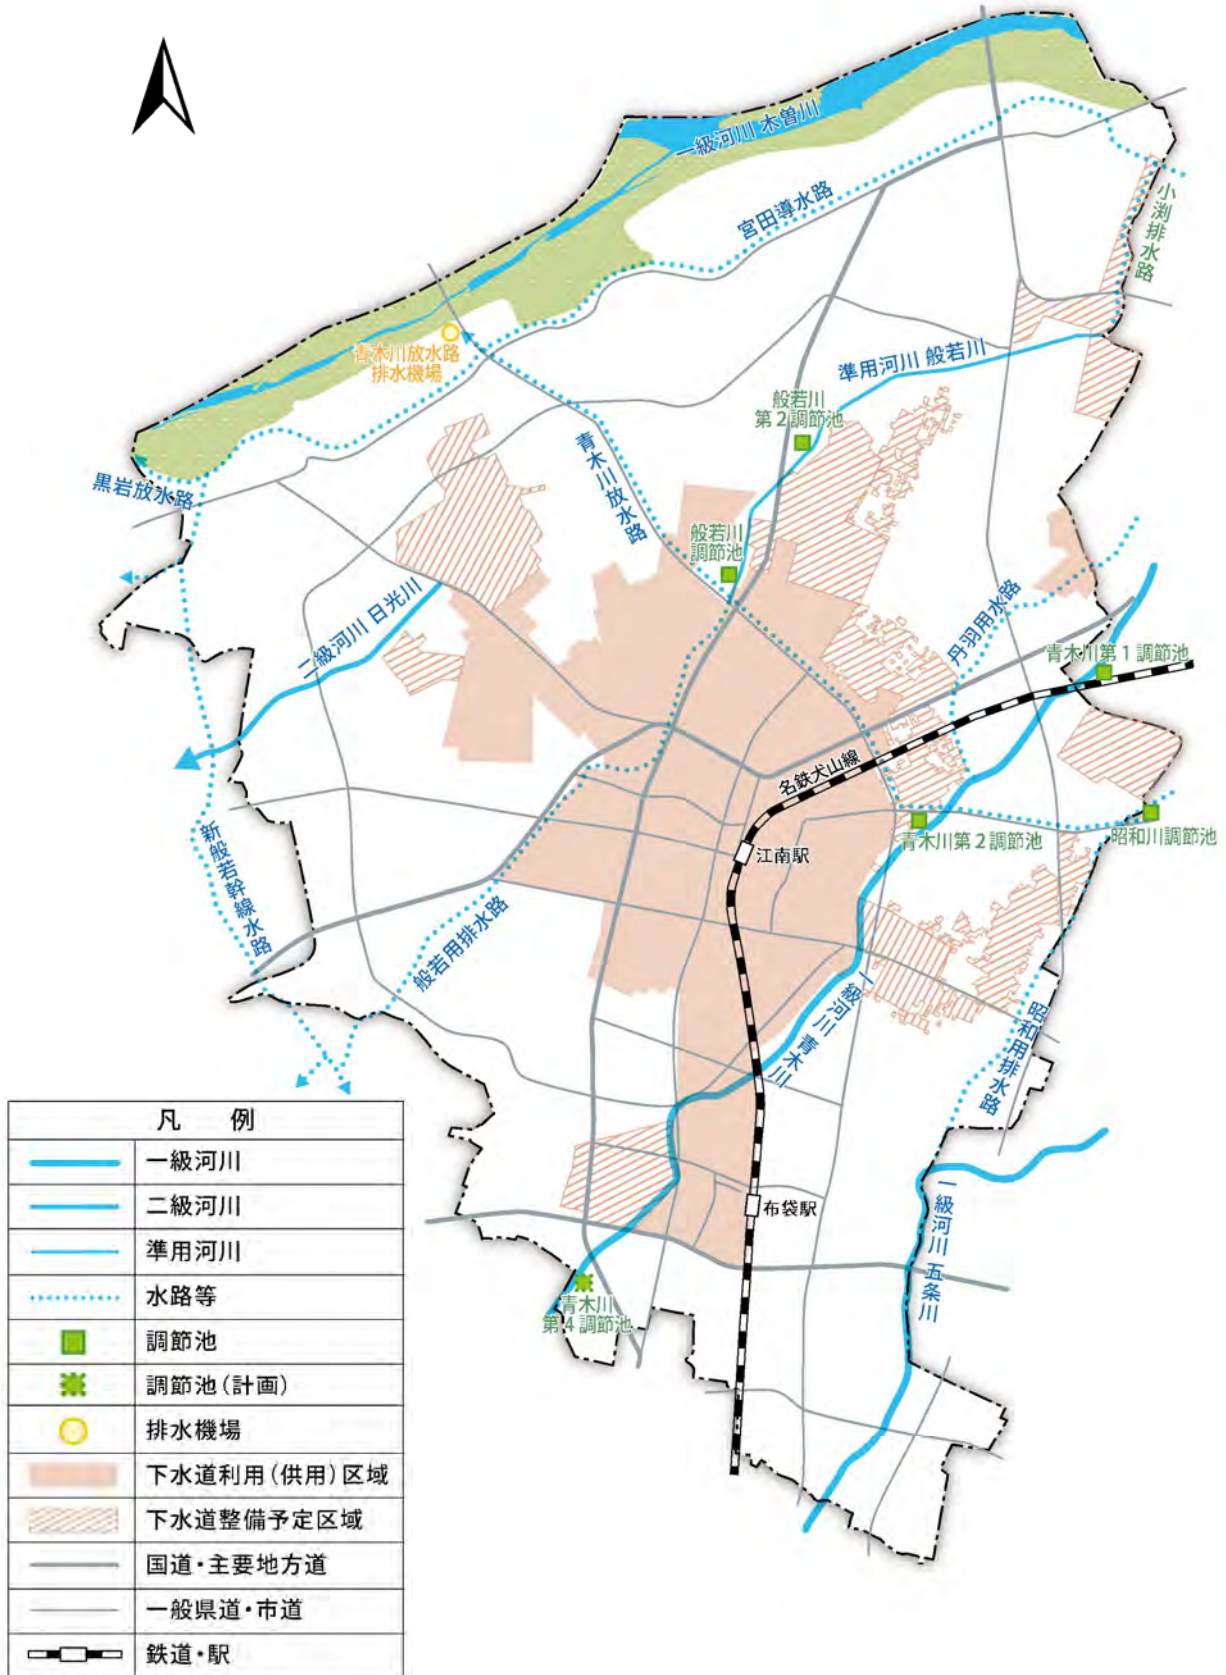 一級河川 木曽川
宮田導水路
小渕排水路
青木川放水路
排水機場
準用河川 般若川
般若川
第2調節池
青木川放水路
黒岩放水路
般若川
調節池
二級河川 日光川
丹羽用水路
青木川第1調節池
名鉄犬山線
新般若幹線水路
江南駅
青木川第2調節池
昭和川調節池
般若用排水路
一級河川 青木川
昭和用排水路
布袋駅
一級河川 五条川
青木川
第4調節池
凡 例
一級河川
二級河川
準用河川
水路等
調節池
調節池(計画)
排水機場
下水道利用(供用)区域
下水道整備予定区域
国道・主要地方道
一般県道・市道
鉄道・駅